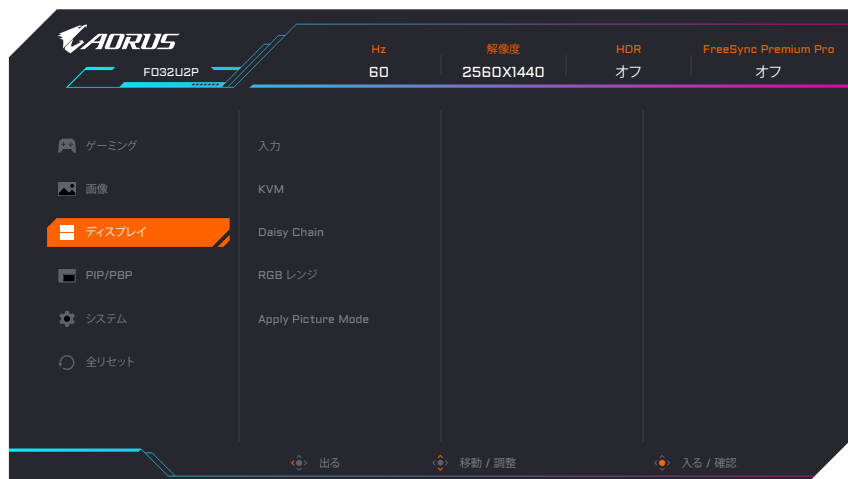 AORUS
FO32U2P
Hz
60
解像度
2560X1440
HDR
オフ
FreeSync Premium Pro
オフ
ゲーミング
画像
ディスプレイ
PIP/PBP
システム
全リセット
入力
KVM
Daisy Chain
RGB レンジ
Apply Picture Mode
出る
移動 / 調整
入る / 確認